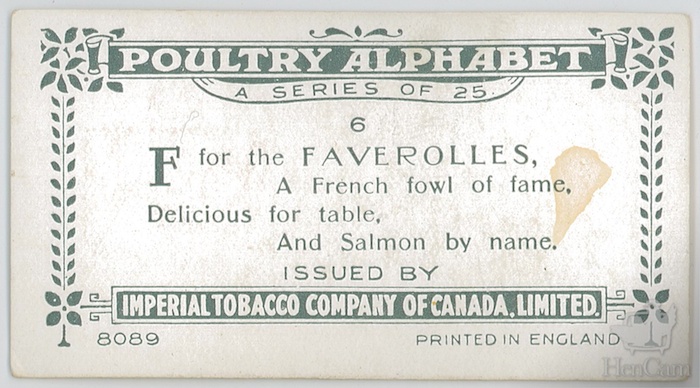 POULTRY ALPHABET
A SERIES OF 25.
6
F for the FAVEROLLES,
A French fowl of fame,
Delicious for table,
And Salmon by name.
ISSUED BY
IMPERIAL TOBACCO COMPANY OF CANADA, LIMITED.
8089 PRINTED IN ENGLAND
HenCam